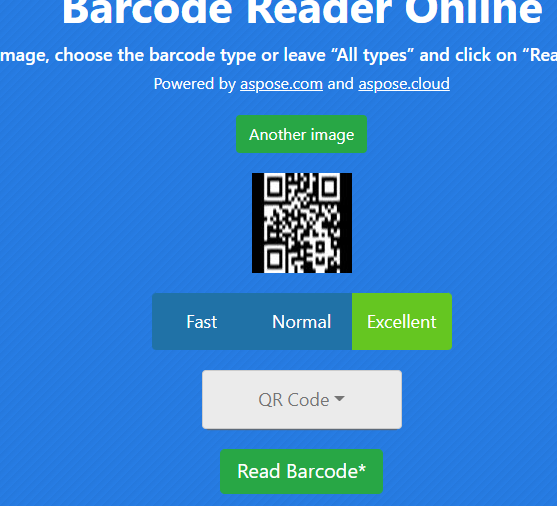 Barcode Reader Online
mage, choose the barcode type or leave “All types” and click on “Rea
Powered by aspose.com and aspose.cloud
Another image
Fast Normal Excellent
QR Code
Read Barcode*